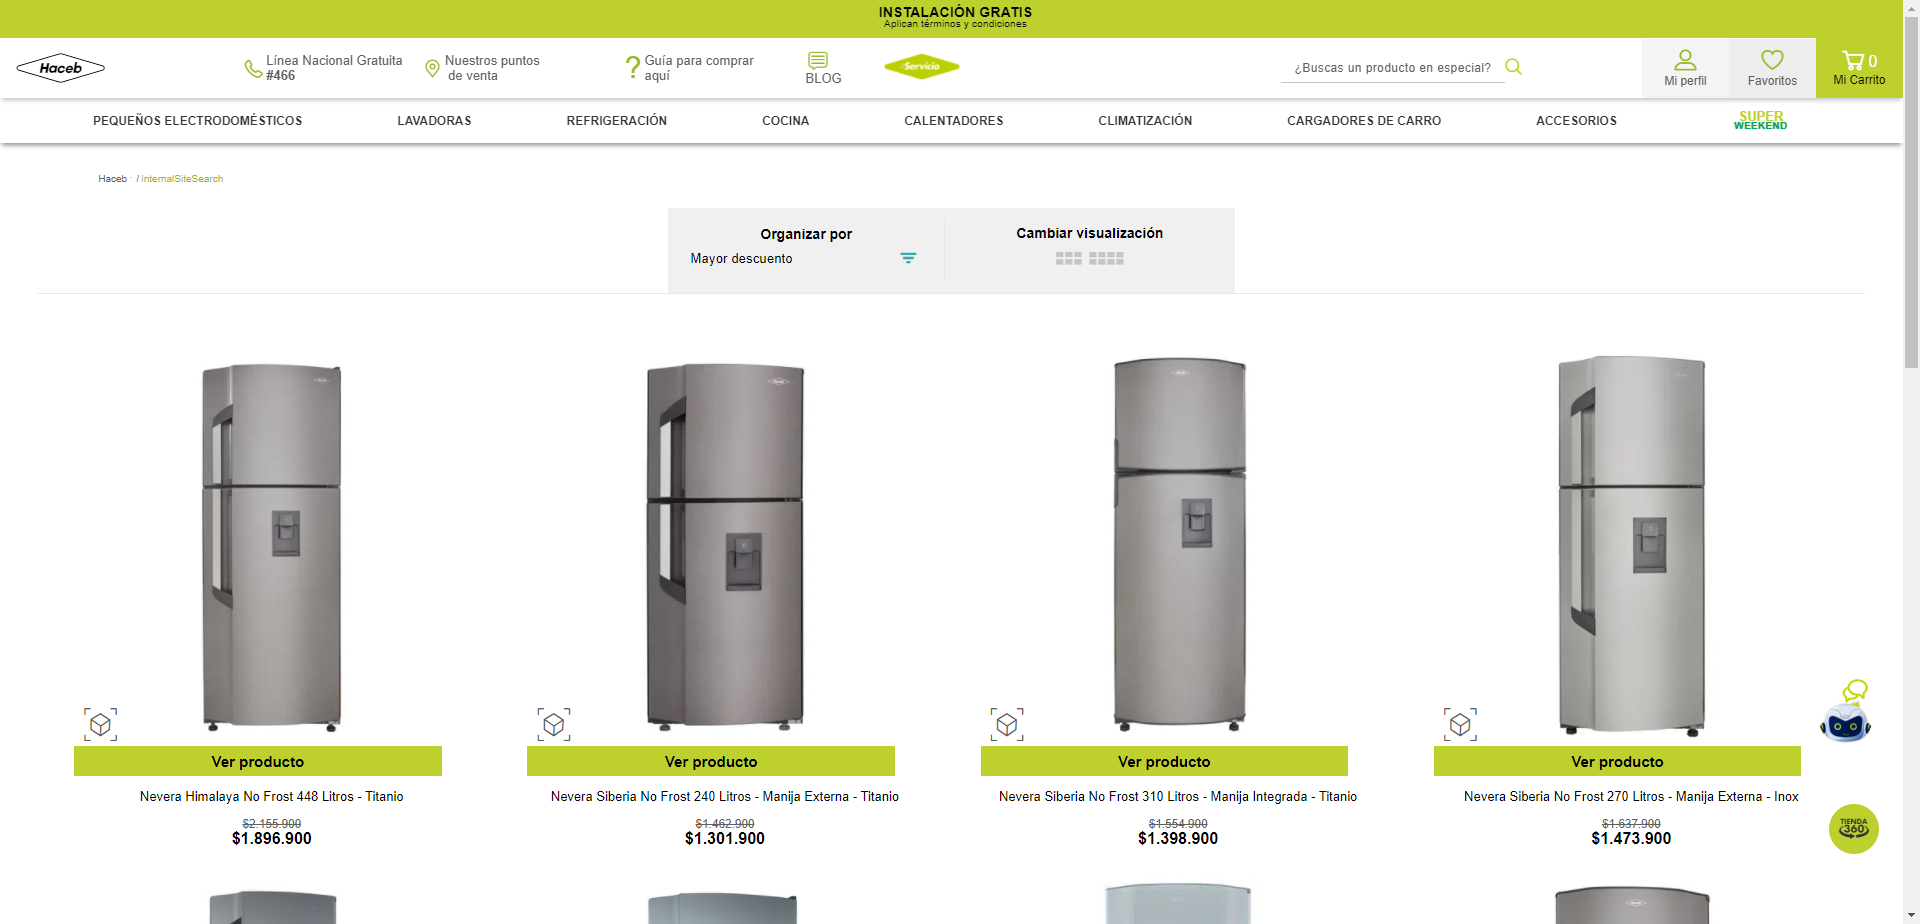 INSTALACIÓN GRATIS
Aplican términos y condiciones
Haceb
Línea Nacional Gratuita
#466
Nuestros puntos
de venta
Guía para comprar
aquí
BLOG
Servicio
¿Buscas un producto en especial?
Mi perfil
Favoritos
0
Mi Carrito
PEQUEÑOS ELECTRODOMÉSTICOS
LAVADORAS
REFRIGERACIÓN
COCINA
CALENTADORES
CLIMATIZACIÓN
CARGADORES DE CARRO
ACCESORIOS
SUPER
WEEKEND
Haceb / InternalSiteSearch
Organizar por
Mayor descuento
Cambiar visualización
Ver producto
Nevera Himalaya No Frost 448 Litros - Titanio
$2.155.900
$1.896.900
Ver producto
Nevera Siberia No Frost 240 Litros - Manija Externa - Titanio
$1.462.900
$1.301.900
Ver producto
Nevera Siberia No Frost 310 Litros - Manija Integrada - Titanio
$1.554.900
$1.398.900
Ver producto
Nevera Siberia No Frost 270 Litros - Manija Externa - Inox
$1.637.900
$1.473.900
TIENDA
360